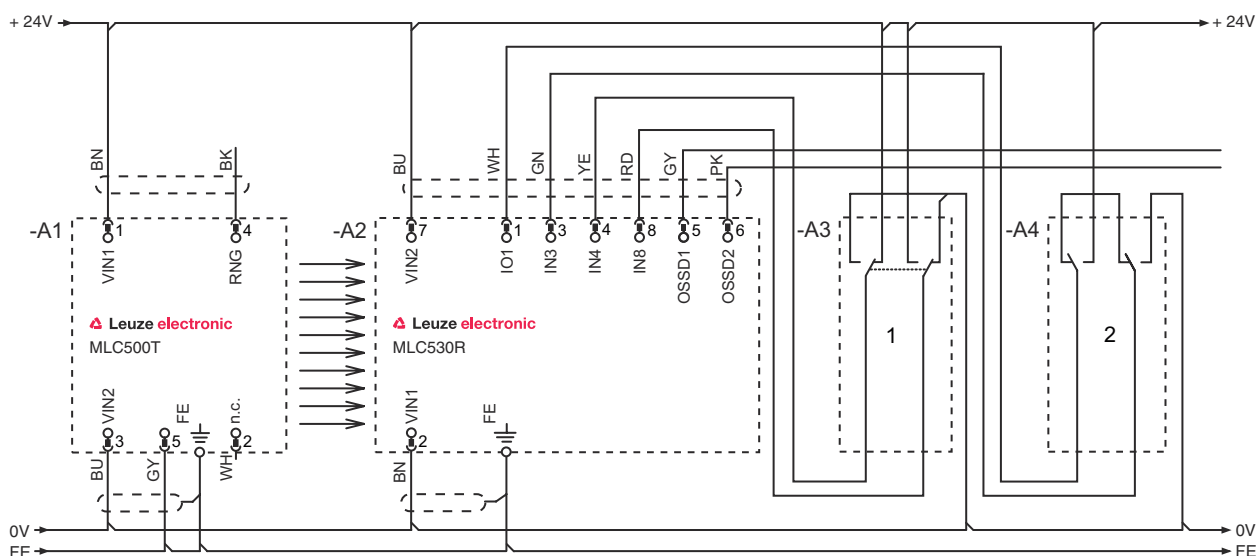 + 24V
+ 24V
BN
BK
BU
WH
GN
YE
RD
GY
PK
-A1
1
4
VIN1
RNG
Leuze electronic
MLC500T
VIN2
FE
n.c.
3
5
2
BU
GY
WH
-A2
7
1
3
4
8
5
6
VIN2
IO1
IN3
IN4
IN8
OSSD1
OSSD2
Leuze electronic
MLC530R
VIN1
FE
2
BN
-A3
1
-A4
2
0V
0V
FE
FE